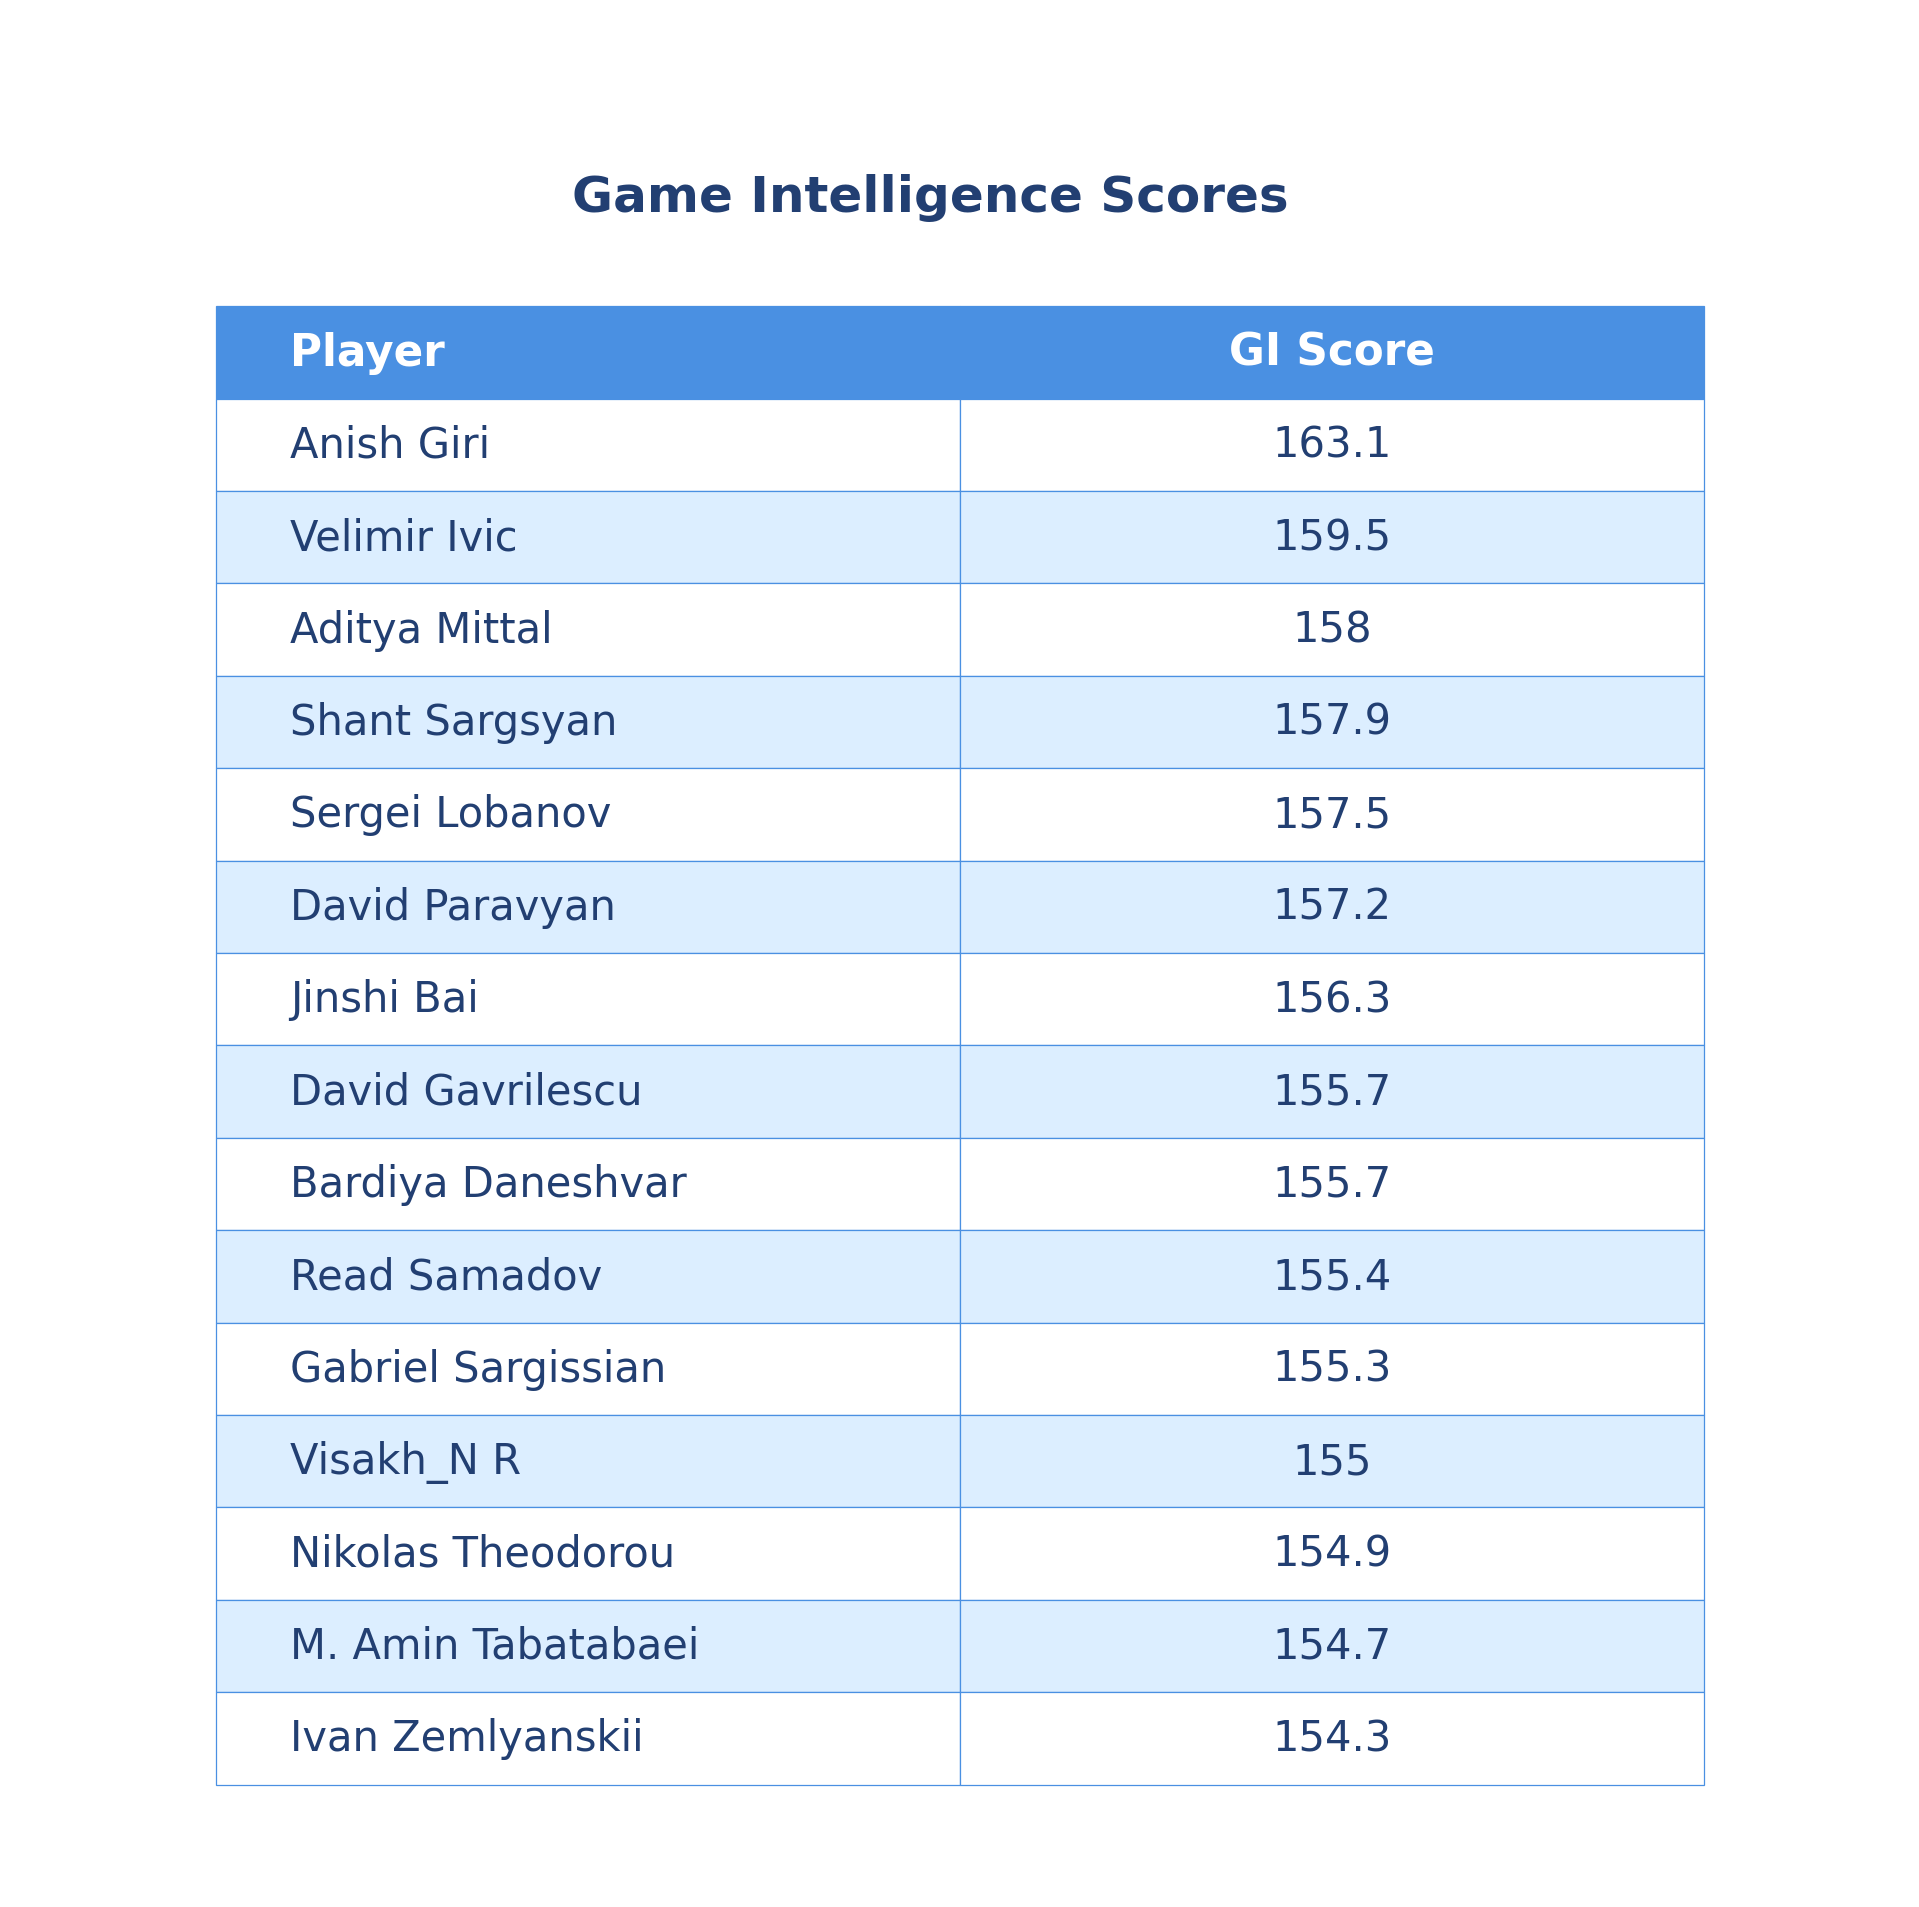 Game Intelligence Scores
Player GI Score
Anish Giri 163.1
Velimir Ivic 159.5
Aditya Mittal 158
Shant Sargsyan 157.9
Sergei Lobanov 157.5
David Paravyan 157.2
Jinshi Bai 156.3
David Gavrilescu 155.7
Bardiya Daneshvar 155.7
Read Samadov 155.4
Gabriel Sargissian 155.3
Visakh_N R 155
Nikolas Theodorou 154.9
M. Amin Tabatabaei 154.7
Ivan Zemlyanskii 154.3